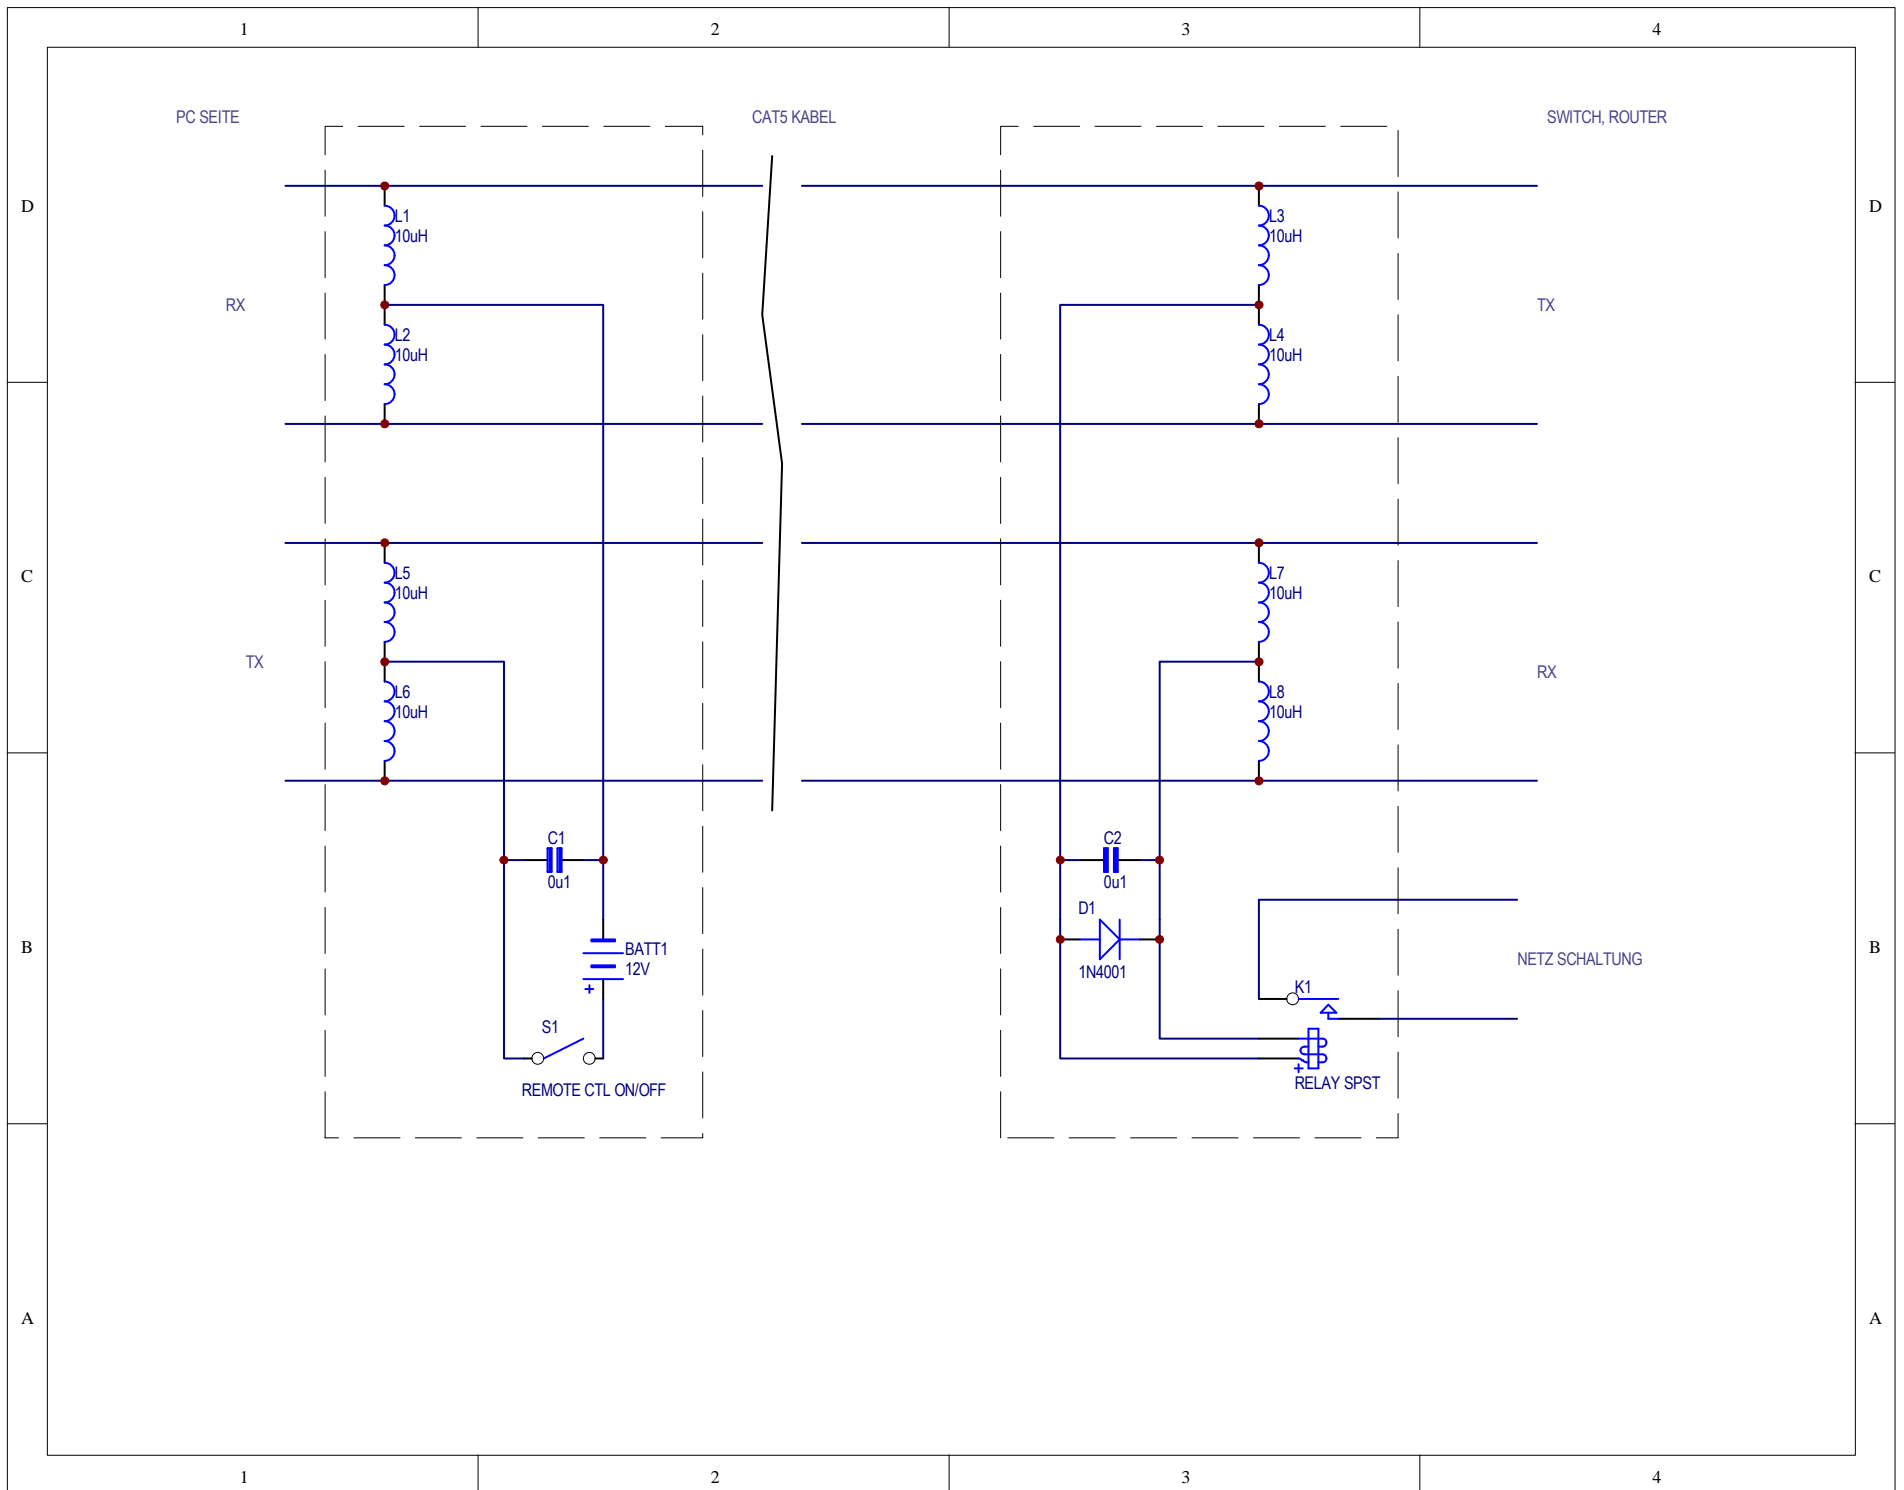 1 2 3 4
PC SEITE CAT5 KABEL SWITCH, ROUTER
D D
L1 L3
10uH 10uH
RX TX
L2 L4
10uH 10uH
C C
L5 L7
10uH 10uH
TX RX
L6 L8
10uH 10uH
C1 C2
0u1 0u1
D1
B BATT1 B
12V 1N4001 NETZ SCHALTUNG
+ K1
S1
+
REMOTE CTL ON/OFF RELAY SPST
A A
1 2 3 4